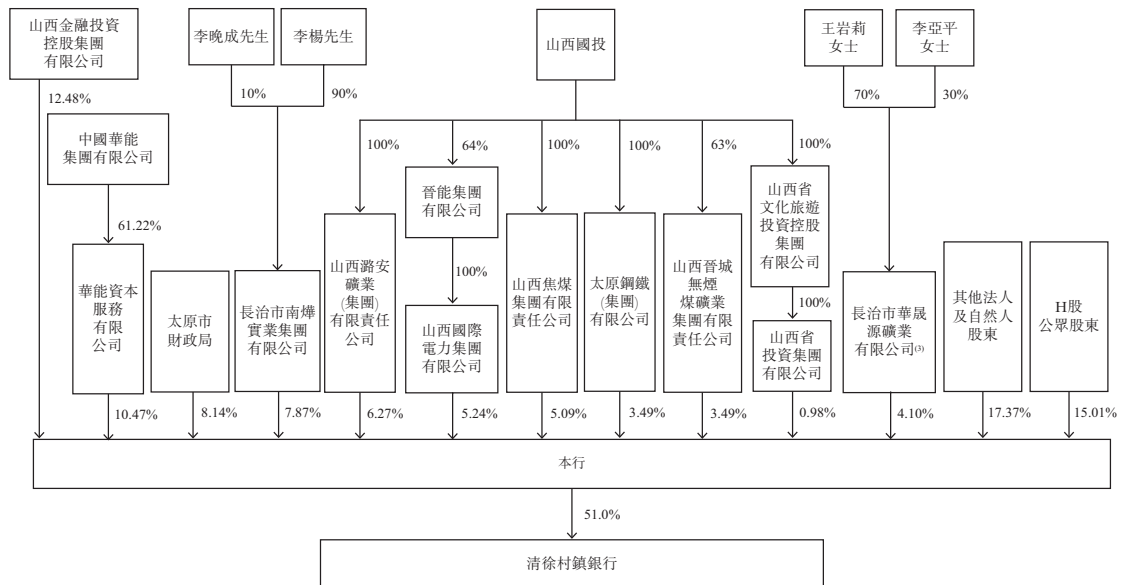 山西金融投資
控股集團
有限公司
李晚成先生
李楊先生
山西國投
王岩莉
女士
李亞平
女士
12.48%
10%
90%
70%
30%
中國華能
集團有限公司
100%
64%
100%
100%
63%
100%
晉能集團
有限公司
山西省
文化旅遊
投資控股
集團
有限公司
61.22%
100%
100%
華能資本
服務
有限
公司
太原市
財政局
長治市南燁
實業集團
有限公司
山西潞安
礦業
(集團)
有限責任
公司
山西國際
電力集團
有限公司
山西焦煤
集團有限
責任公司
太原鋼鐵
(集團)
有限公司
山西晉城
無煙
煤礦業
集團有限
責任公司
山西省
投資集團
有限公司
長治市華晟
源礦業
有限公司(3)
其他法人
及自然人
股東
H股
公眾股東
10.47%
8.14%
7.87%
6.27%
5.24%
5.09%
3.49%
3.49%
0.98%
4.10%
17.37%
15.01%
本行
51.0%
清徐村鎮銀行